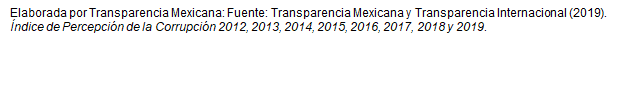 Elaborada por Transparencia Mexicana: Fuente: Transparencia Mexicana y Transparencia Internacional (2019).
Índice de Percepción de la Corrupción 2012, 2013, 2014, 2015, 2016, 2017, 2018 y 2019.